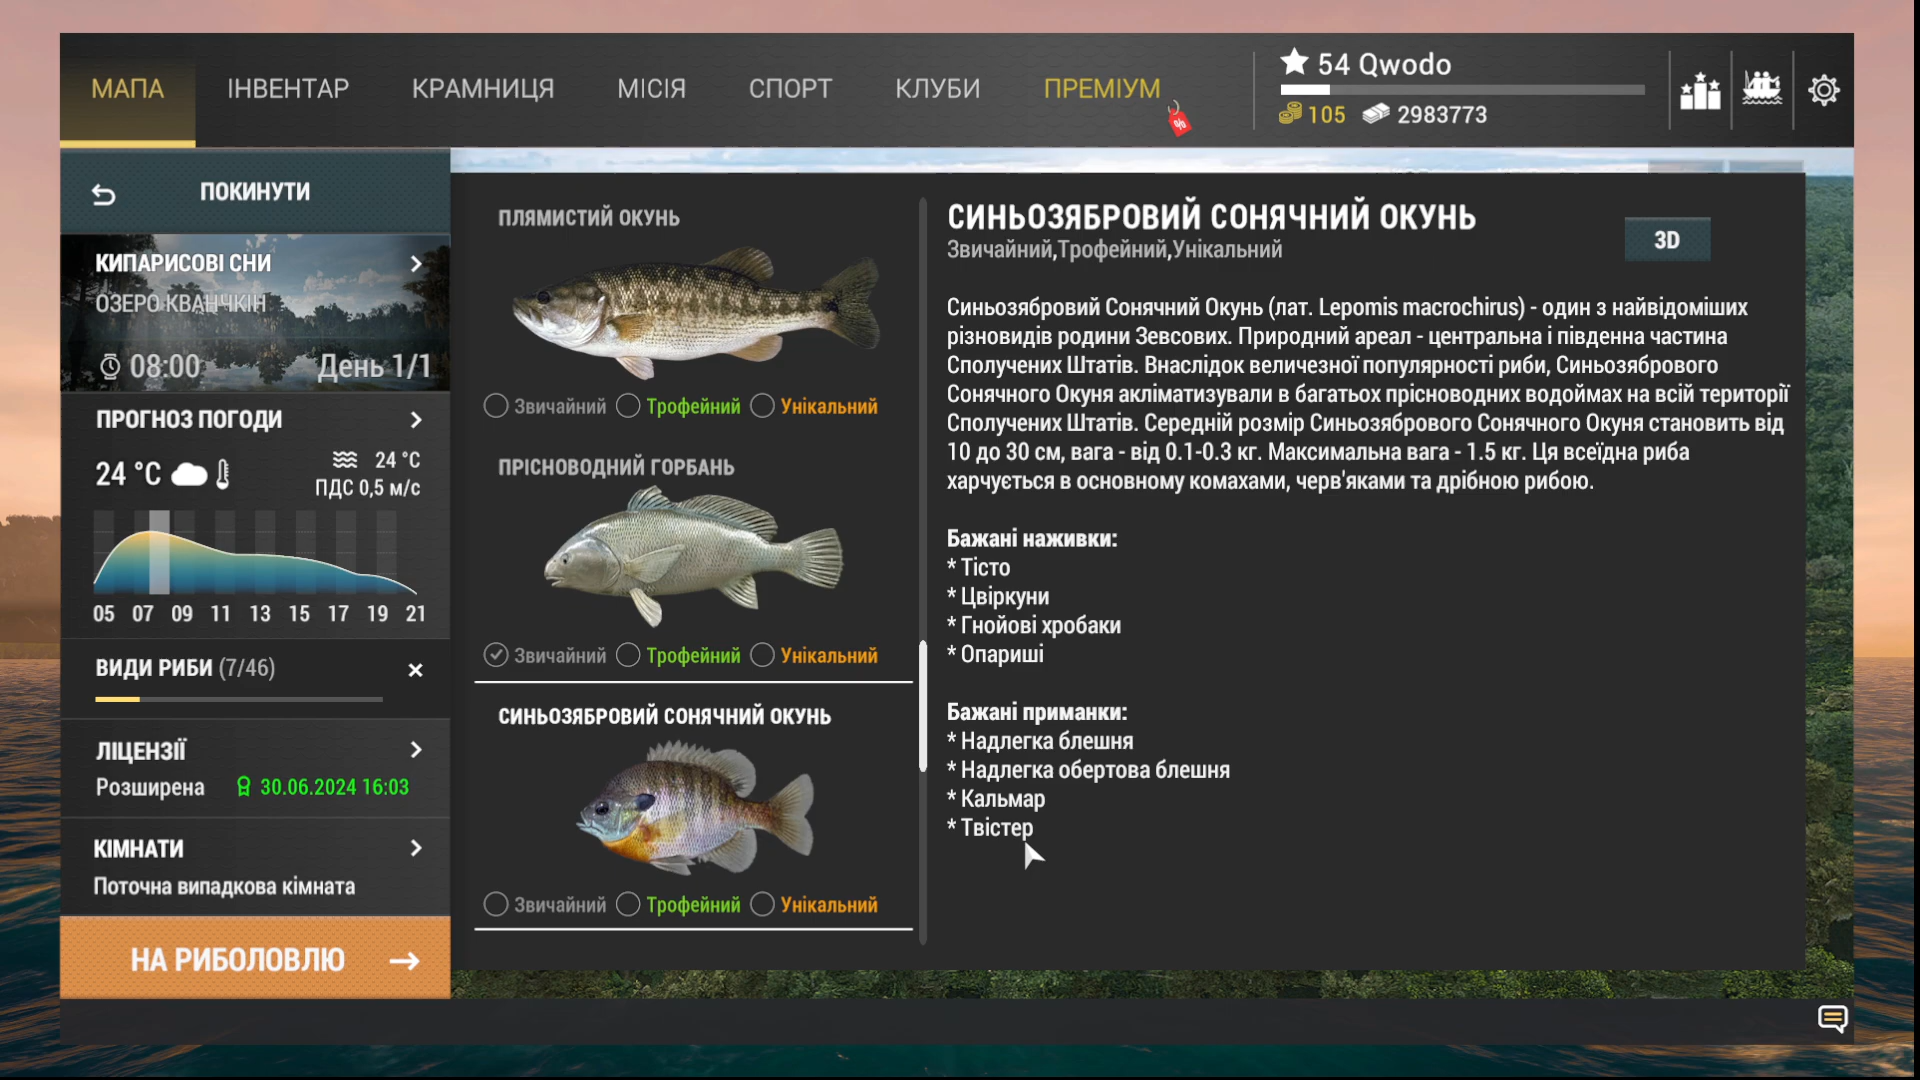 МАПА
ІНВЕНТАР
КРАМНИЦЯ
МІСІЯ
СПОРТ
КЛУБИ
ПРЕМІУМ
%
54 Qwodo
105 2983773
ПОКИНУТИ
КИПАРИСОВІ СНИ
ОЗЕРО КВАНЧКІН
08:00 День 1/1
ПРОГНОЗ ПОГОДИ
24 °C 24 °C
ПДС 0,5 м/с
05 07 09 11 13 15 17 19 21
ВИДИ РИБИ (7/46)
ЛІЦЕНЗІЇ
Розширена 30.06.2024 16:03
КІМНАТИ
Поточна випадкова кімната
НА РИБОЛОВЛЮ
ПЛЯМИСТИЙ ОКУНЬ
Звичайний Трофейний Унікальний
ПРІСНОВОДНИЙ ГОРБАНЬ
Звичайний Трофейний Унікальний
СИНЬОЗЯБРОВИЙ СОНЯЧНИЙ ОКУНЬ
Звичайний Трофейний Унікальний
СИНЬОЗЯБРОВИЙ СОНЯЧНИЙ ОКУНЬ
Звичайний,Трофейний,Унікальний
3D
Синьозябровий Сонячний Окунь (лат. Lepomis macrochirus) - один з найвідоміших
різновидів родини Зевсових. Природний ареал - центральна і південна частина
Сполучених Штатів. Внаслідок величезної популярності риби, Синьозябрового
Сонячного Окуня акліматизували в багатьох прісноводних водоймах на всій території
Сполучених Штатів. Середній розмір Синьозябрового Сонячного Окуня становить від
10 до 30 см, вага - від 0.1-0.3 кг. Максимальна вага - 1.5 кг. Ця всеїдна риба
харчується в основному комахами, черв'яками та дрібною рибою.
Бажані наживки:
* Тісто
* Цвіркуни
* Гнойові хробаки
* Опариші
Бажані приманки:
* Надлегка блешня
* Надлегка обертова блешня
* Кальмар
* Твістер